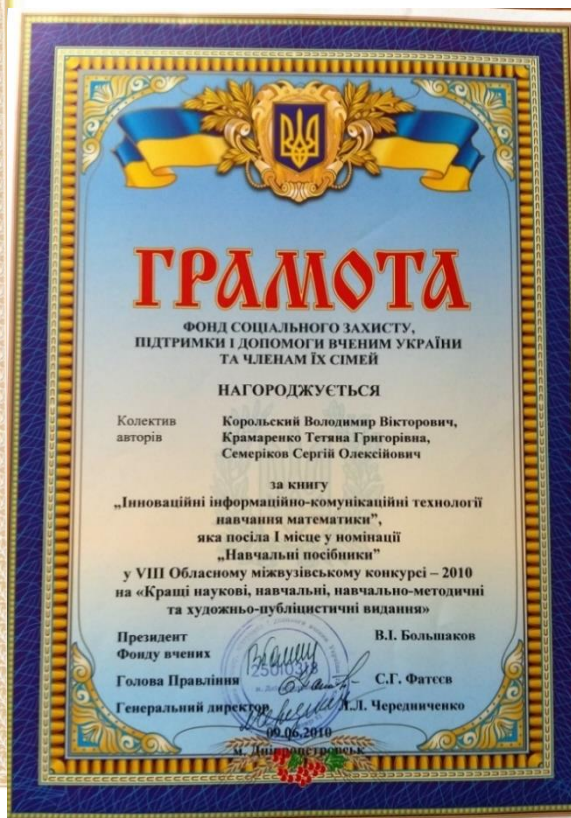 ГРАМОТА
ФОНД СОЦІАЛЬНОГО ЗАХИСТУ,
ПІДТРИМКИ І ДОПОМОГИ ВЧЕНИМ УКРАЇНИ
ТА ЧЛЕНАМ ЇХ СІМЕЙ
НАГОРОДЖУЄТЬСЯ
Колектив авторів
Корольский Володимир Вікторович,
Крамаренко Тетяна Григорівна,
Семеріков Сергій Олексійович
за книгу
„Інноваційні інформаційно-комунікаційні технології
навчання математики”,
яка посіла І місце у номінації
„Навчальні посібники”
у VIII Обласному міжвузівському конкурсі – 2010
на «Кращі наукові, навчальні, навчально-методичні
та художньо-публіцистичні видання»
Президент
Фонду вчених В.І. Большаков
25010318
Голова Правління С.Г. Фатєєв
Генеральний директор Чередниченко
09.06.2010
м. Дніпропетровськ